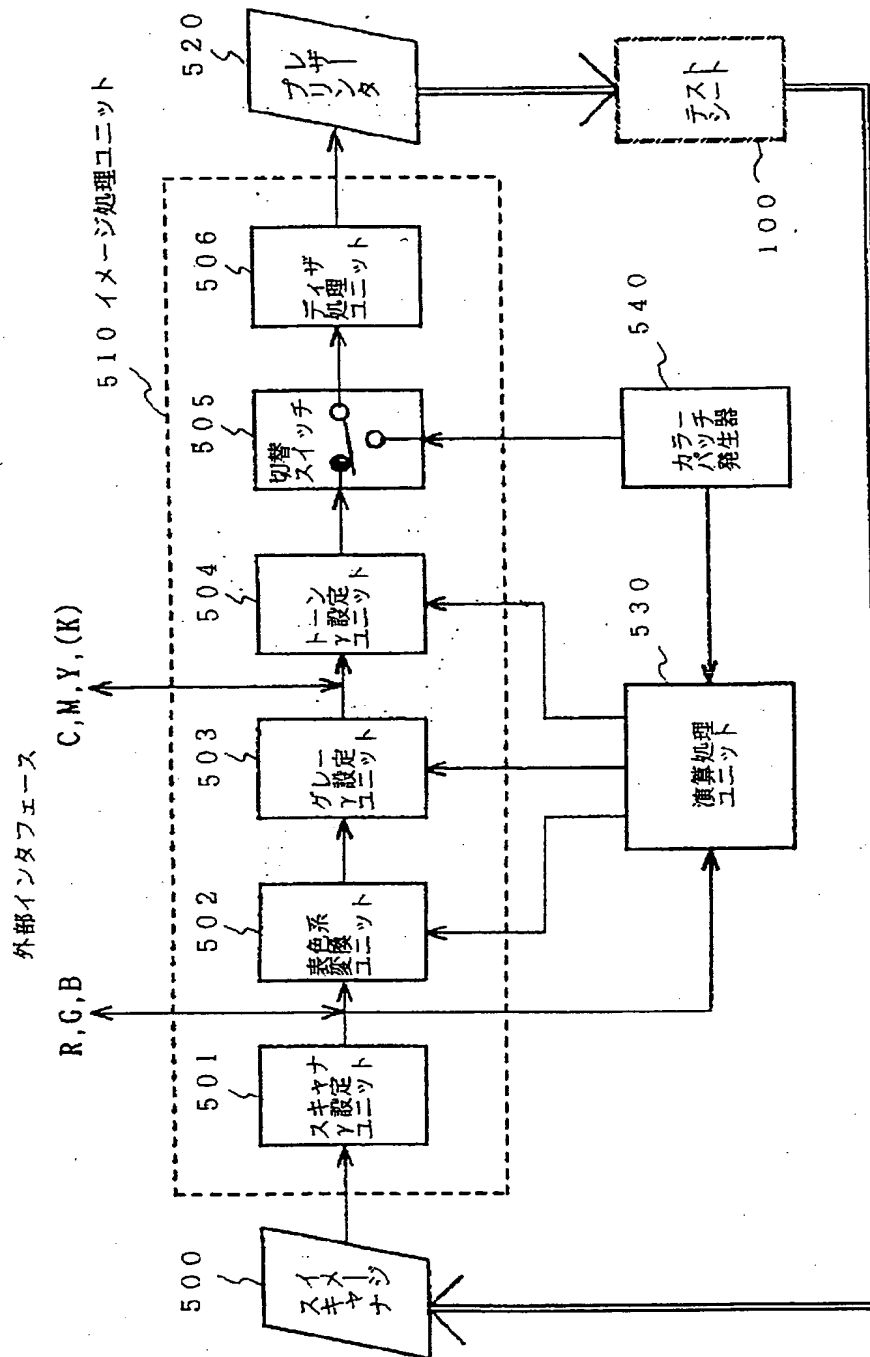 外部インタフェース
R,G,B
C,M,Y,(K)
510 イメージ処理ユニット
500
イメージ
スキャナ
501
スキャナ
γ設定
ユニット
502
表色系
変換
ユニット
503
グレー
γ設定
ユニット
504
トーン
γ設定
ユニット
505
切替
スイッチ
506
ディザ
処理
ユニット
520
レザー
プリンタ
530
演算処理
ユニット
540
カラー
パッチ
発生器
100
テスト
シート